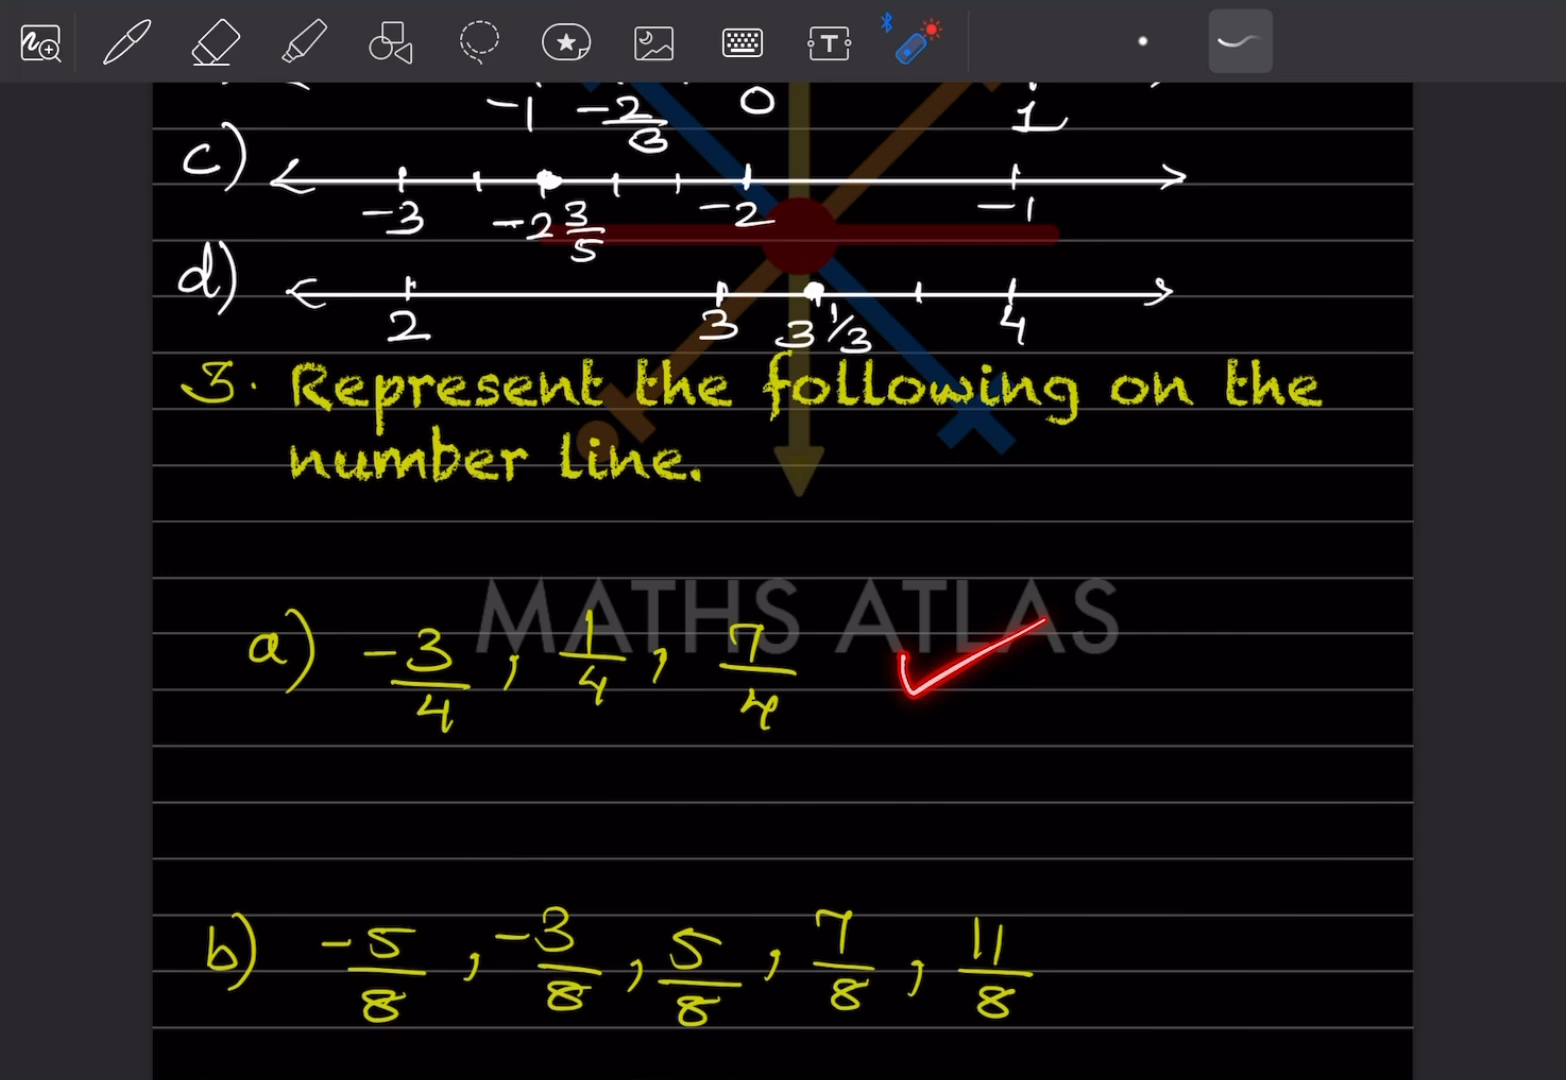 -1 -2/3 0 1
c) -3 -2 3/5 -2 -1
d) 2 3 3 1/3 4
3. Represent the following on the
number line.
MATHS ATLAS
a) -3/4 , 1/4 , 7/4
b) -5/8 , -3/8 , 5/8 , 7/8 , 11/8